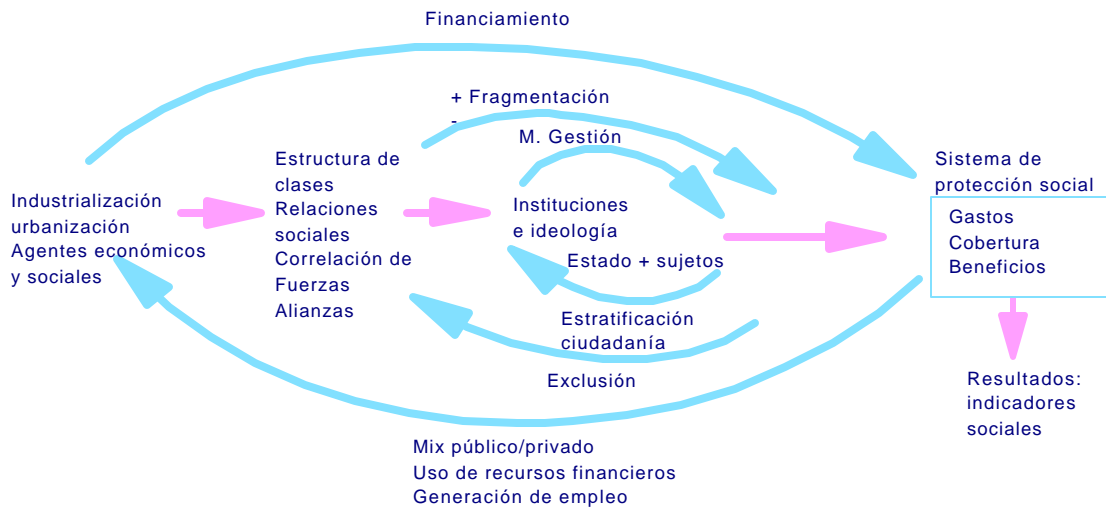 Financiamiento
+ Fragmentación
-
M. Gestión
Industrialización
urbanización
Agentes económicos
y sociales
Estructura de
clases
Relaciones
sociales
Correlación de
Fuerzas
Alianzas
Instituciones
e ideología
Estado + sujetos
Estratificación
ciudadanía
Exclusión
Sistema de
protección social
Gastos
Cobertura
Beneficios
Resultados:
indicadores
sociales
Mix público/privado
Uso de recursos financieros
Generación de empleo